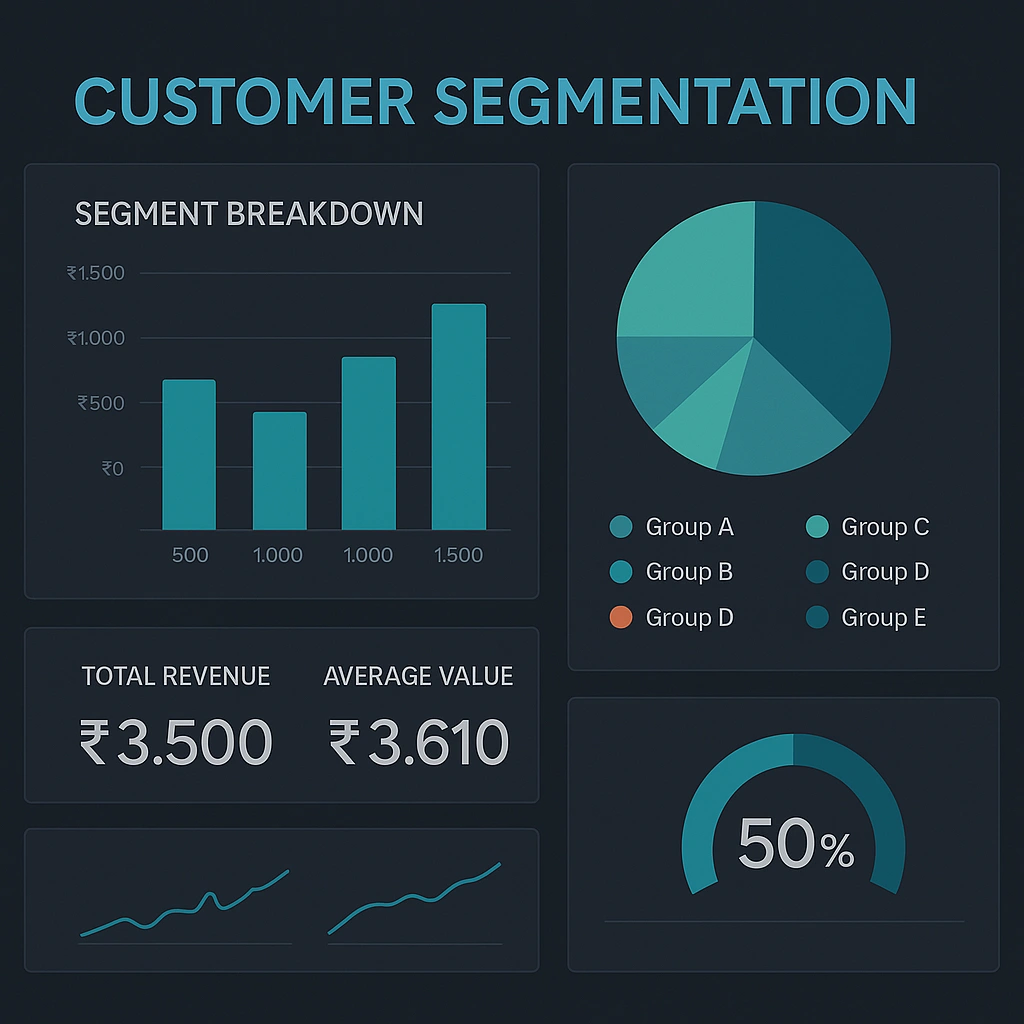 CUSTOMER SEGMENTATION
SEGMENT BREAKDOWN
₹1.500
₹1.000
₹500
₹0
500 1.000 1.000 1.500
Group A Group C
Group B Group D
Group D Group E
TOTAL REVENUE AVERAGE VALUE
₹3.500 ₹3.610
50%